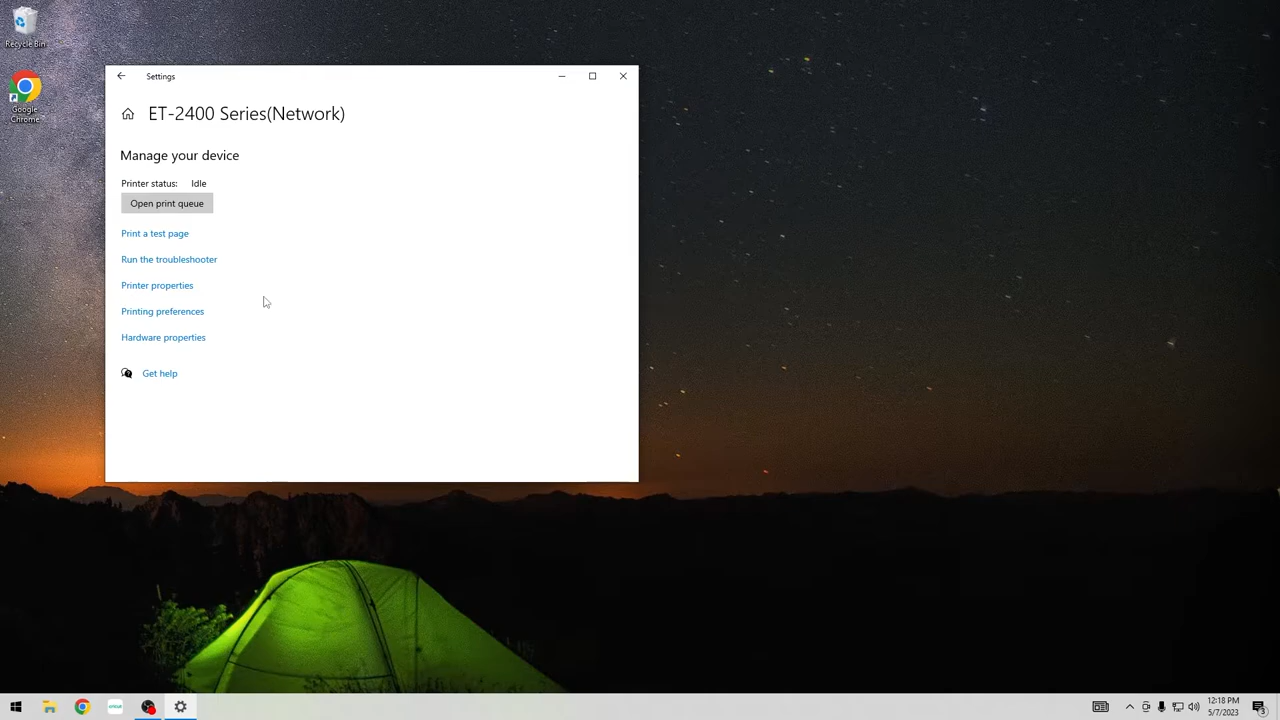 Recycle Bin
Google
Chrome
Settings
ET-2400 Series(Network)
Manage your device
Printer status: Idle
Open print queue
Print a test page
Run the troubleshooter
Printer properties
Printing preferences
Hardware properties
Get help
12:18 PM
5/7/2023
3